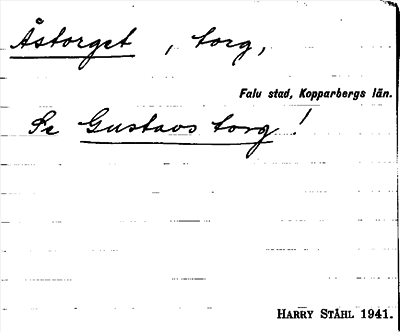 Åstorget, torg,
Falu stad, Kopparbergs län.
Se Gustavs torg!
HARRY STÅHL 1941.